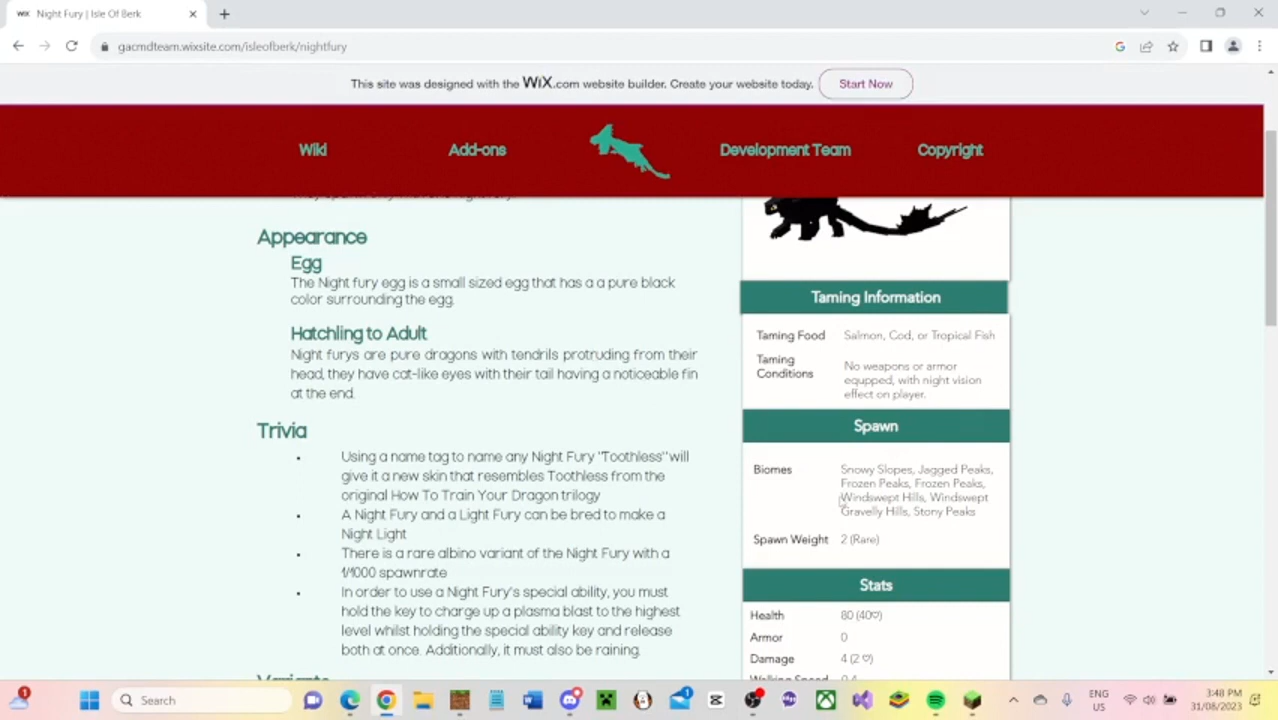 WiX Night Fury | Isle Of Berk
gacmdteam.wixsite.com/isleofberk/nightfury
This site was designed with the WiX.com website builder. Create your website today.
Start Now
Wiki
Add-ons
Development Team
Copyright
Appearance
Egg
The Night fury egg is a small sized egg that has a a pure black
color surrounding the egg.
Hatchling to Adult
Night furys are pure dragons with tendrils protruding from their
head, they have cat-like eyes with their tail having a noticeable fin
at the end.
Trivia
Using a name tag to name any Night Fury "Toothless" will
give it a new skin that resembles Toothless from the
original How To Train Your Dragon trilogy
A Night Fury and a Light Fury can be bred to make a
Night Light
There is a rare albino variant of the Night Fury with a
1/1000 spawnrate
In order to use a Night Fury's special ability, you must
hold the key to charge up a plasma blast to the highest
level whilst holding the special ability key and release
both at once. Additionally, it must also be raining.
Variants
Taming Information
Taming Food Salmon, Cod, or Tropical Fish
Taming
Conditions
No weapons or armor
equpped, with night vision
effect on player.
Spawn
Biomes
Snowy Slopes, Jagged Peaks,
Frozen Peaks, Frozen Peaks,
Windswept Hills, Windswept
Gravelly Hills, Stony Peaks
Spawn Weight 2 (Rare)
Stats
Health 80 (40♡)
Armor 0
Damage 4 (2 ♡)
Walking Speed 0.4
1
Search
1
ENG
US
3:48 PM
31/08/2023